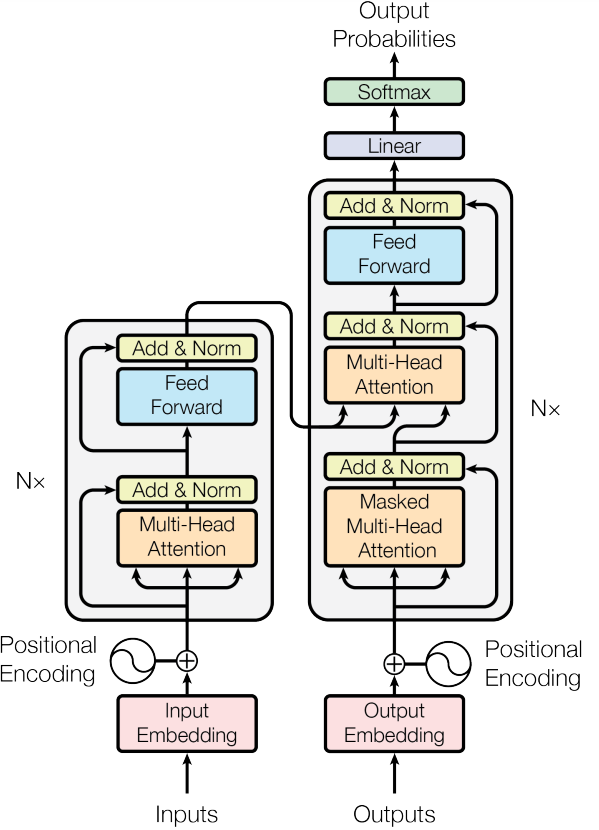 Output
Probabilities
Softmax
Linear
Add & Norm
Feed
Forward
Add & Norm
Multi-Head
Attention
Add & Norm
Masked
Multi-Head
Attention
N×
Add & Norm
Feed
Forward
Add & Norm
Multi-Head
Attention
N×
Positional
Encoding
Positional
Encoding
Input
Embedding
Output
Embedding
Inputs
Outputs